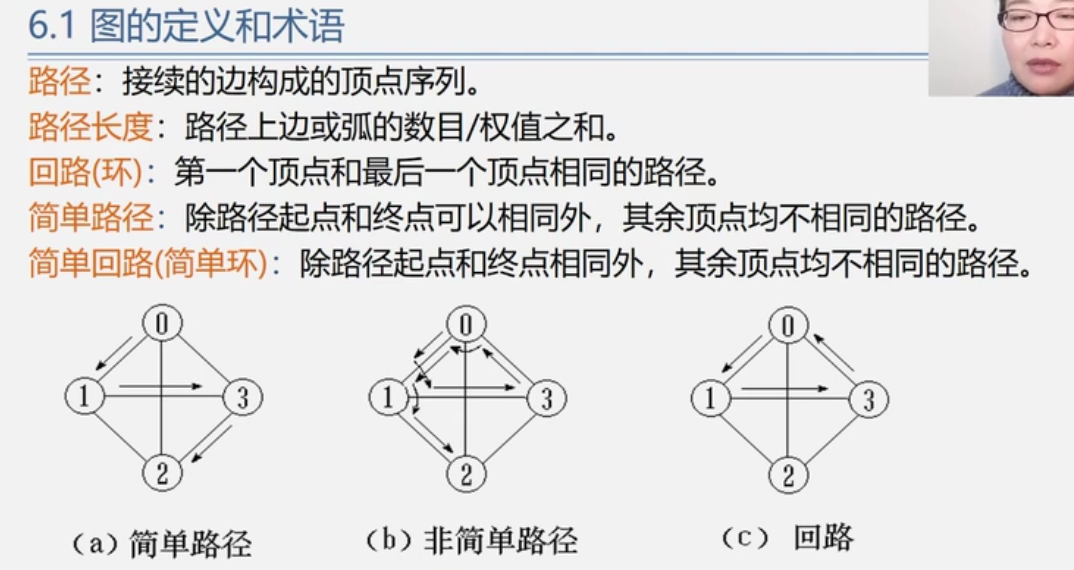 6.1 图的定义和术语
路径：接续的边构成的顶点序列。
路径长度：路径上边或弧的数目/权值之和。
回路(环)：第一个顶点和最后一个顶点相同的路径。
简单路径：除路径起点和终点可以相同外，其余顶点均不相同的路径。
简单回路(简单环)：除路径起点和终点相同外，其余顶点均不相同的路径。
0 0 0
1 3 1 3 1 3
2 2 2
（a）简单路径 （b）非简单路径 （c） 回路